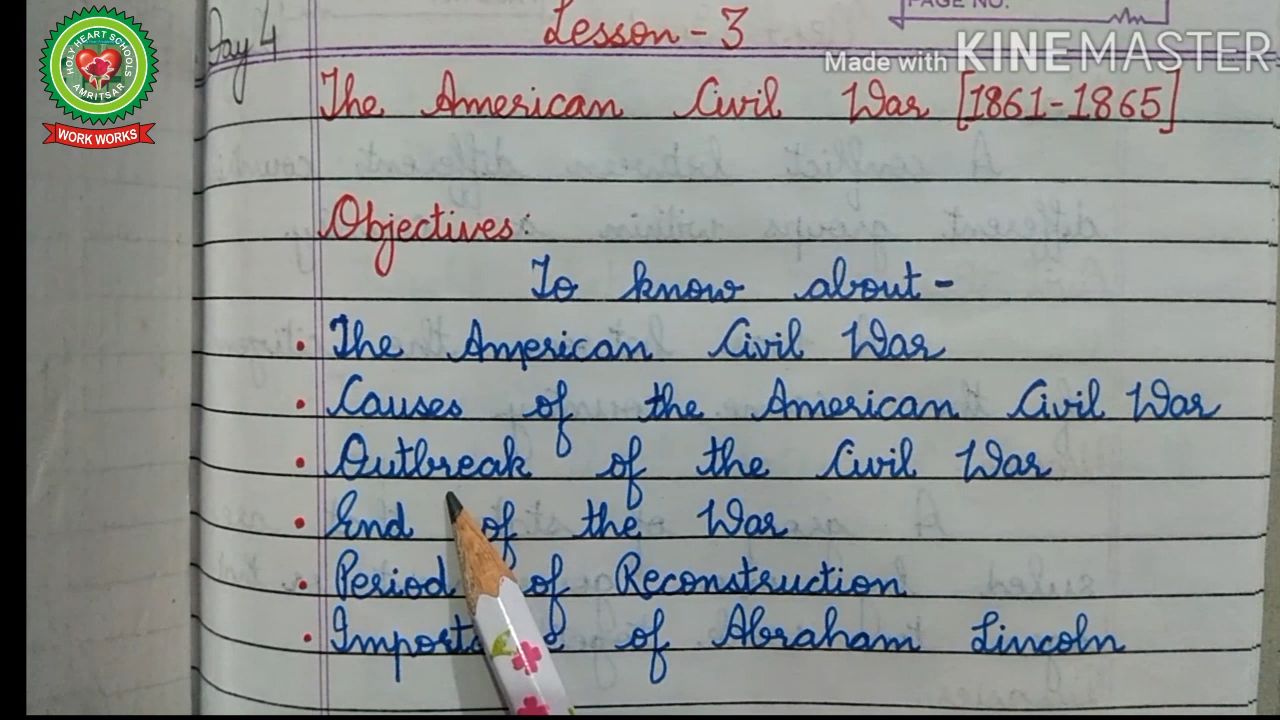 HOLY HEART SCHOOLS
AMRITSAR
WORK WORKS
Day 4
Lesson - 3
PAGE NO.
Made with KINEMASTER
The American Civil War [1861-1865]
Objectives:
To know about-
• The American Civil War
• Causes of the American Civil War
• Outbreak of the Civil War
• End of the War
• Period of Reconstruction
• of Abraham Lincoln